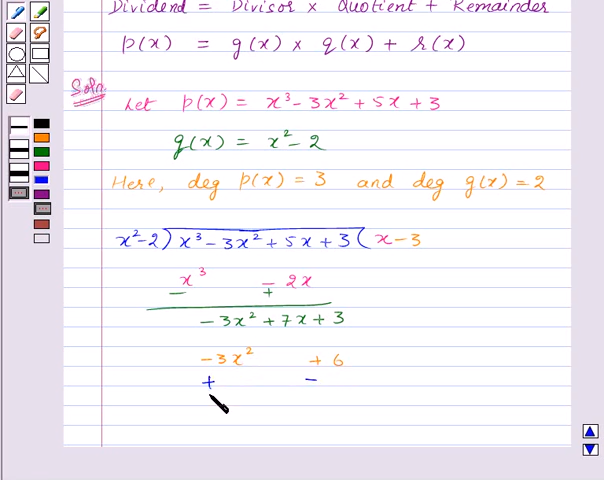 Dividend = Divisor × Quotient + Remainder
p(x) = g(x) × q(x) + r(x)
Soln
Let p(x) = x³ - 3x² + 5x + 3
g(x) = x² - 2
Here, deg p(x) = 3 and deg g(x) = 2
x² - 2) x³ - 3x² + 5x + 3 ( x - 3
x³ - 2x
- +
- 3x² + 7x + 3
- 3x² + 6
+ -